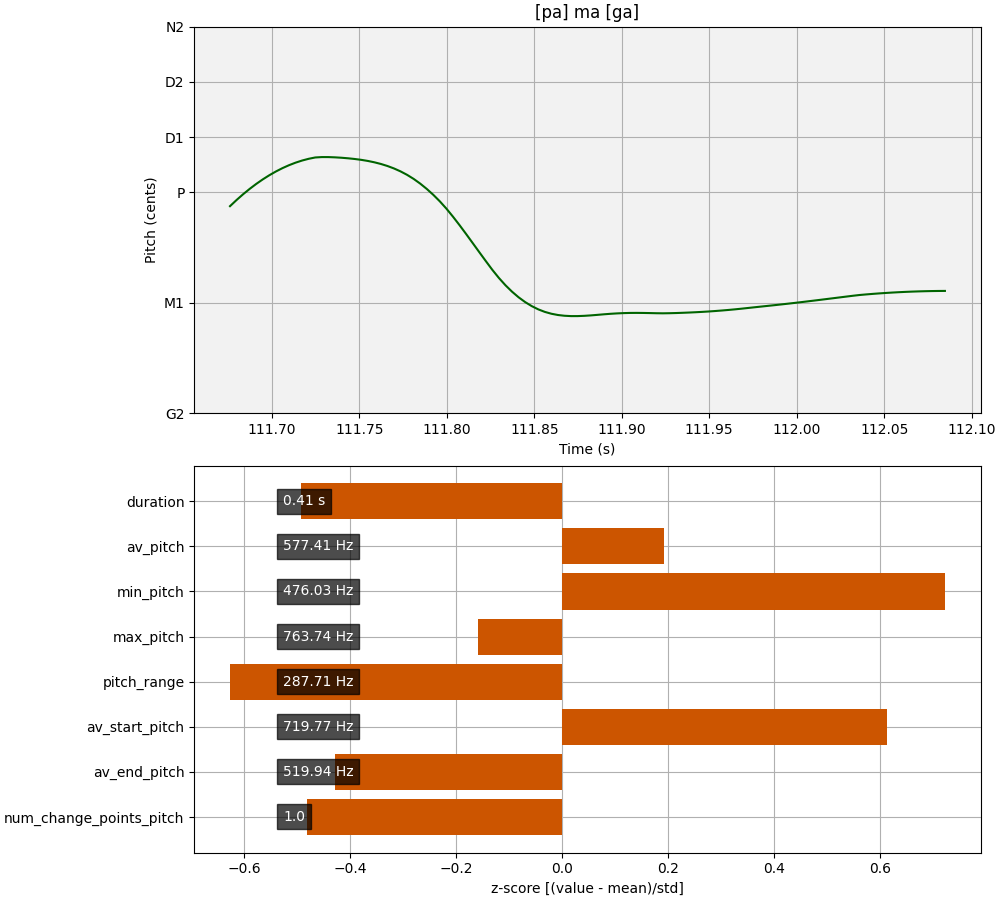 [pa] ma [ga]
N2
D2
D1
P
M1
G2
Pitch (cents)
111.70 111.75 111.80 111.85 111.90 111.95 112.00 112.05 112.10
Time (s)
duration 0.41 s
av_pitch 577.41 Hz
min_pitch 476.03 Hz
max_pitch 763.74 Hz
pitch_range 287.71 Hz
av_start_pitch 719.77 Hz
av_end_pitch 519.94 Hz
num_change_points_pitch 1.0
−0.6 −0.4 −0.2 0.0 0.2 0.4 0.6
z-score [(value - mean)/std]